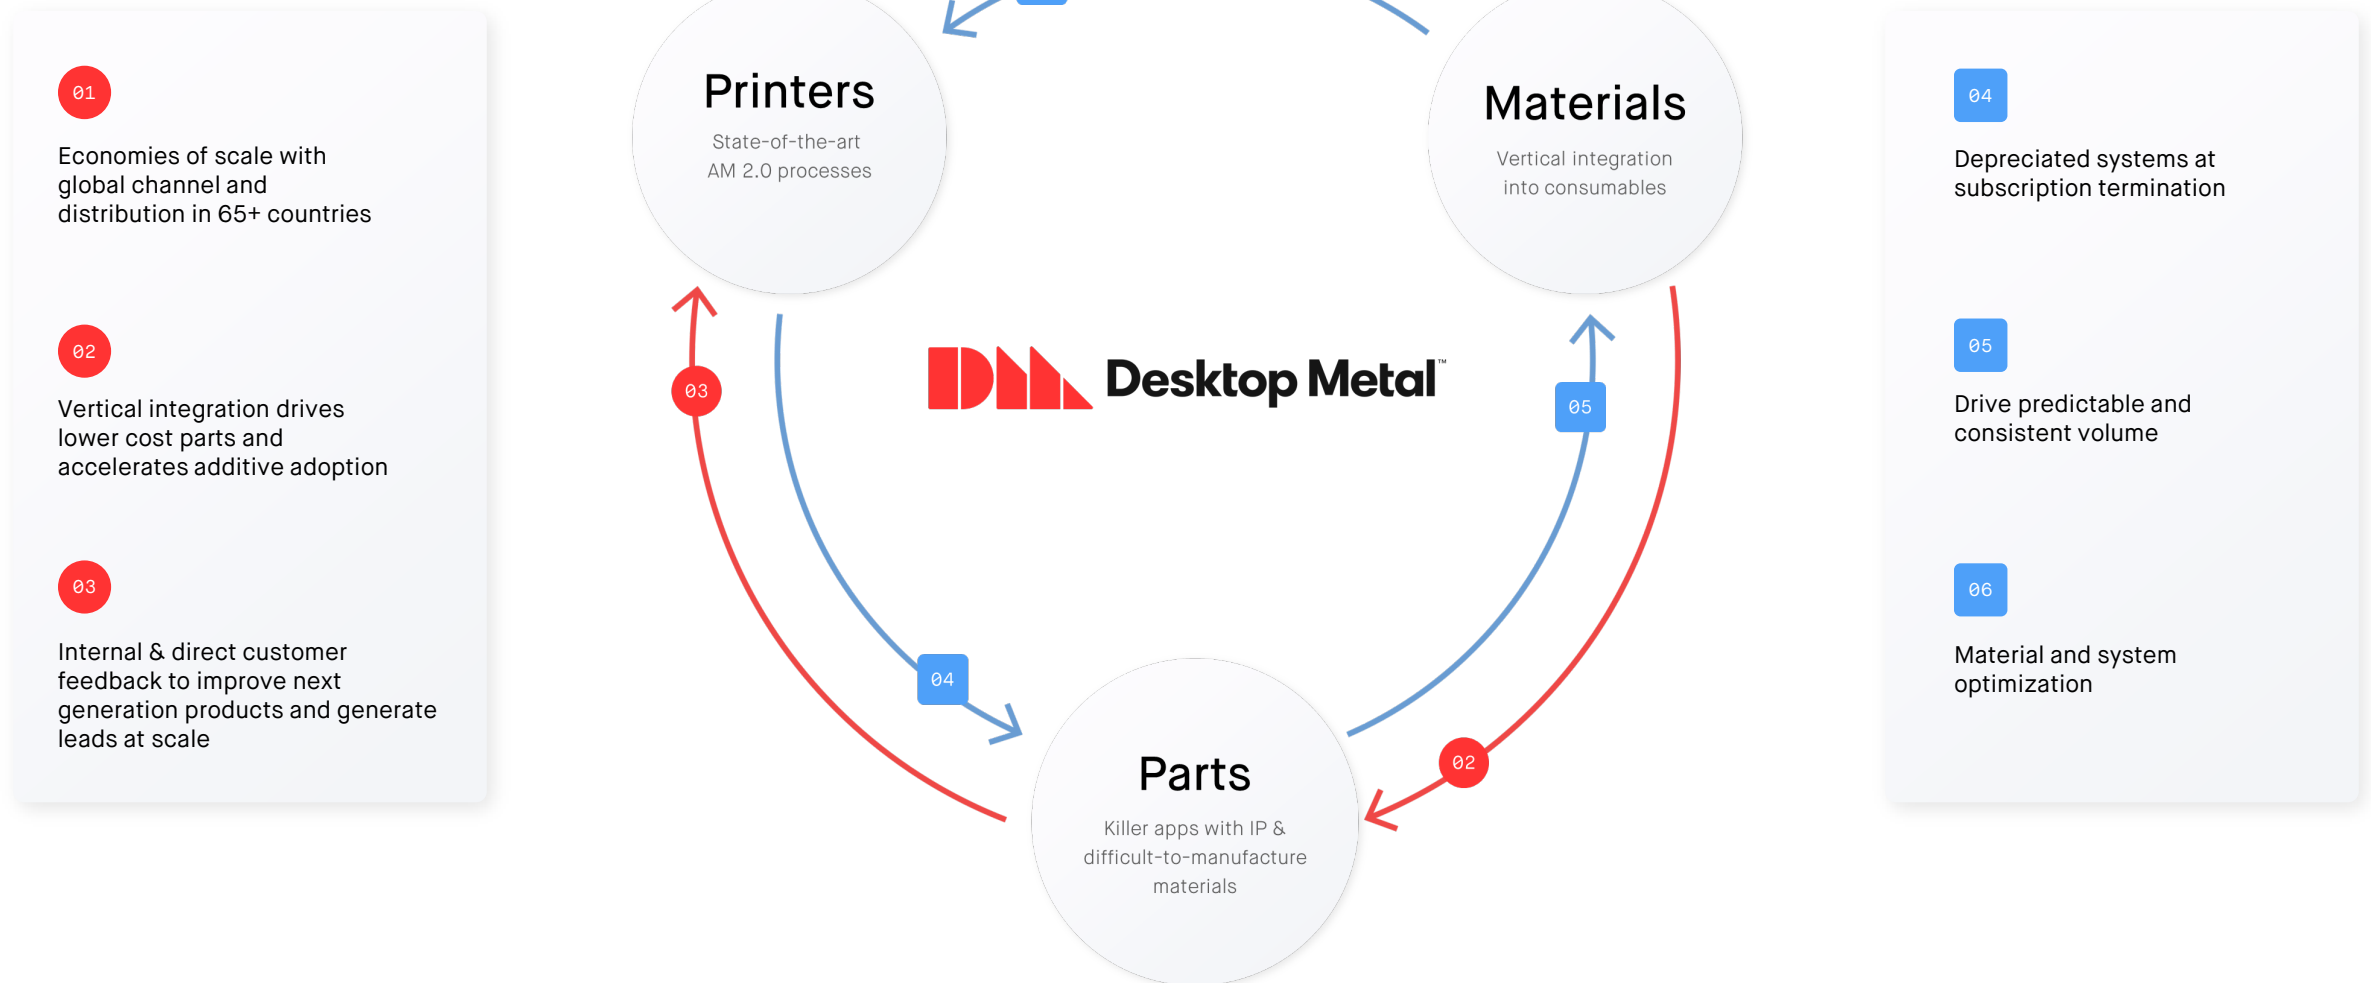 01
Economies of scale with
global channel and
distribution in 65+ countries
02
Vertical integration drives
lower cost parts and
accelerates additive adoption
03
Internal & direct customer
feedback to improve next
generation products and generate
leads at scale
Printers
State-of-the-art
AM 2.0 processes
Materials
Vertical integration
into consumables
Desktop Metal™
03
05
04
02
Parts
Killer apps with IP &
difficult-to-manufacture
materials
04
Depreciated systems at
subscription termination
05
Drive predictable and
consistent volume
06
Material and system
optimization